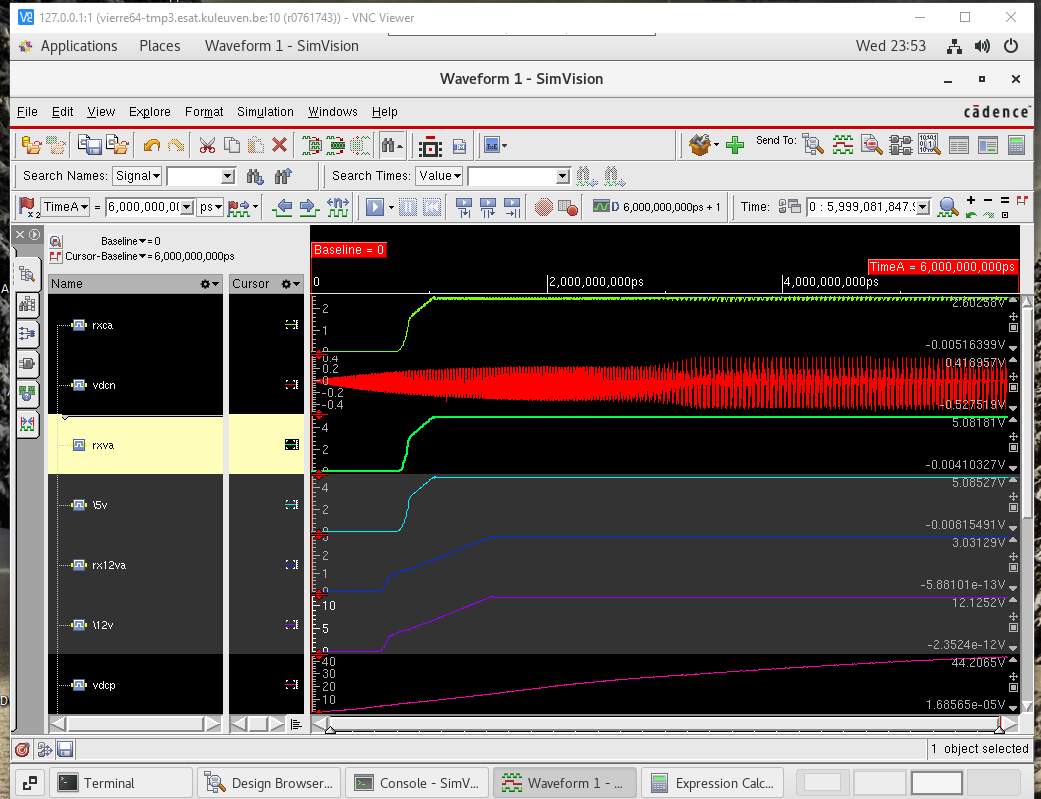 127.0.0.1:1 (vierre64-tmp3.esat.kuleuven.be:10 (r0761743)) - VNC Viewer
Applications Places Waveform 1 - SimVision Wed 23:53
Waveform 1 - SimVision
File Edit View Explore Format Simulation Windows Help cādence
Send To:
Search Names: Signal Search Times: Value
TimeA = 6,000,000,00 ps 6,000,000,000ps + 1 Time: 0 : 5,999,081,847.
Baseline = 0
Cursor-Baseline = 6,000,000,000ps
Baseline = 0
TimeA = 6,000,000,000ps
Name Cursor 0 2,000,000,000ps 4,000,000,000ps
2 2.60258V
rxca
1
0 -0.00516399V
0.4 0.418957V
0.2
vdcn 0
-0.2
-0.4 -0.527519V
4 5.08181V
rxva
2
0 -0.00410327V
4 5.08527V
\5v
2
0 -0.00815491V
3 3.03129V
2
rx12va
1
0 -5.88101e-13V
10 12.1252V
\12v
5
0 -2.3524e-12V
40 44.2065V
30
vdcp
20
10 1.68565e-05V
1 object selected
Terminal Design Browser... Console - SimV... Waveform 1 - ... Expression Calc...